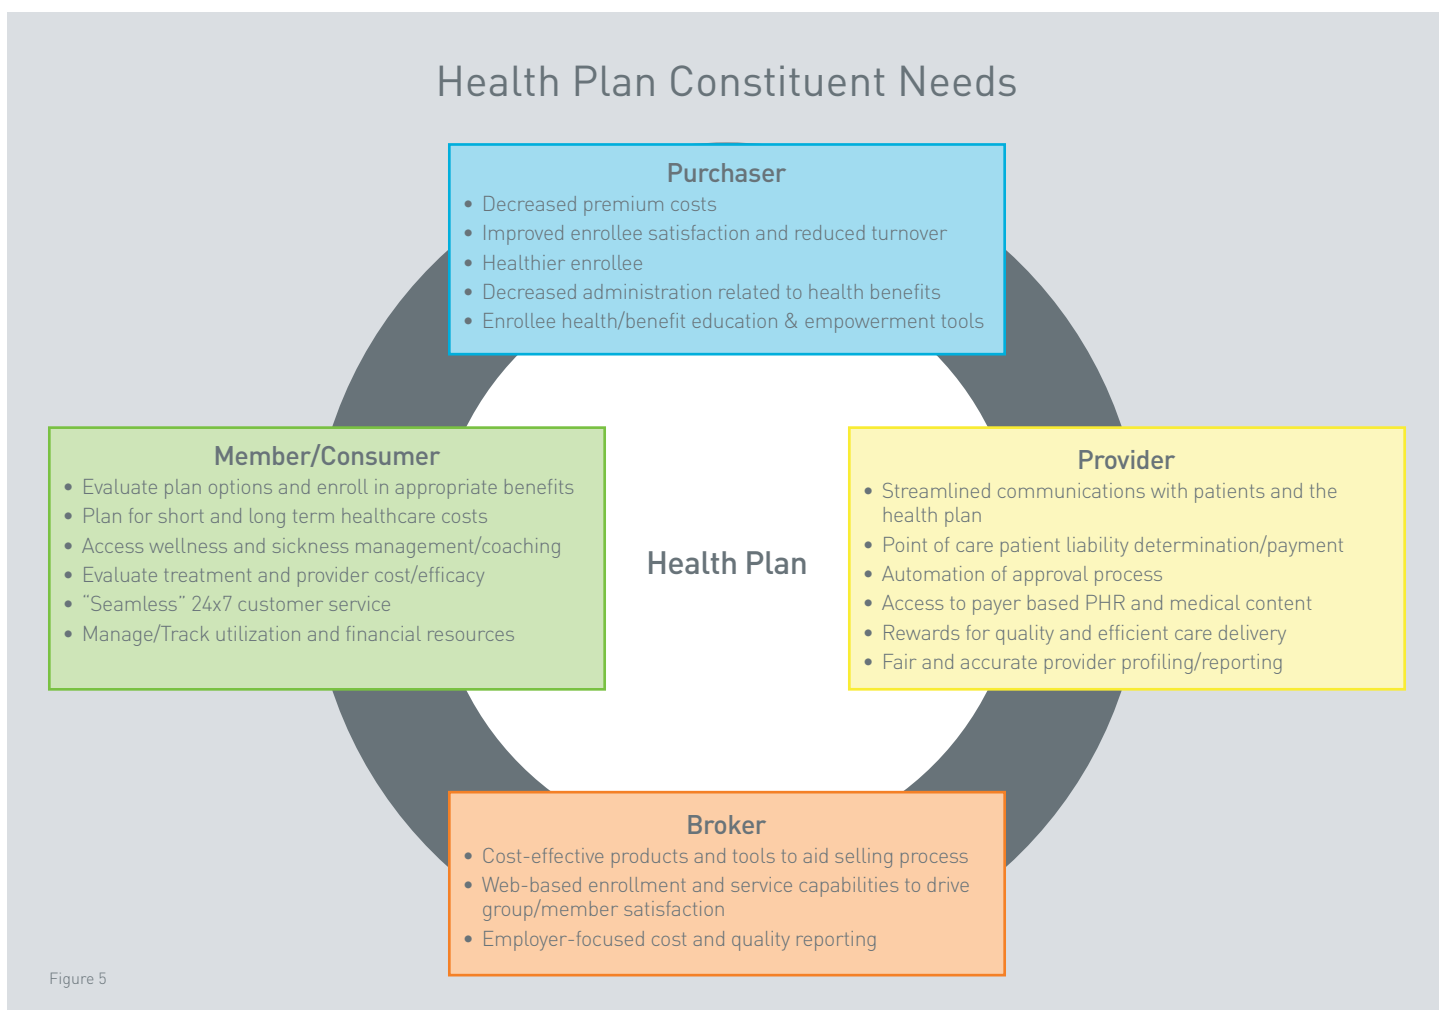 Health Plan Constituent Needs
Purchaser
• Decreased premium costs
• Improved enrollee satisfaction and reduced turnover
• Healthier enrollee
• Decreased administration related to health benefits
• Enrollee health/benefit education & empowerment tools
Member/Consumer
• Evaluate plan options and enroll in appropriate benefits
• Plan for short and long term healthcare costs
• Access wellness and sickness management/coaching
• Evaluate treatment and provider cost/efficacy
• “Seamless” 24x7 customer service
• Manage/Track utilization and financial resources
Health Plan
Provider
• Streamlined communications with patients and the
health plan
• Point of care patient liability determination/payment
• Automation of approval process
• Access to payer based PHR and medical content
• Rewards for quality and efficient care delivery
• Fair and accurate provider profiling/reporting
Broker
• Cost-effective products and tools to aid selling process
• Web-based enrollment and service capabilities to drive
group/member satisfaction
• Employer-focused cost and quality reporting
Figure 5